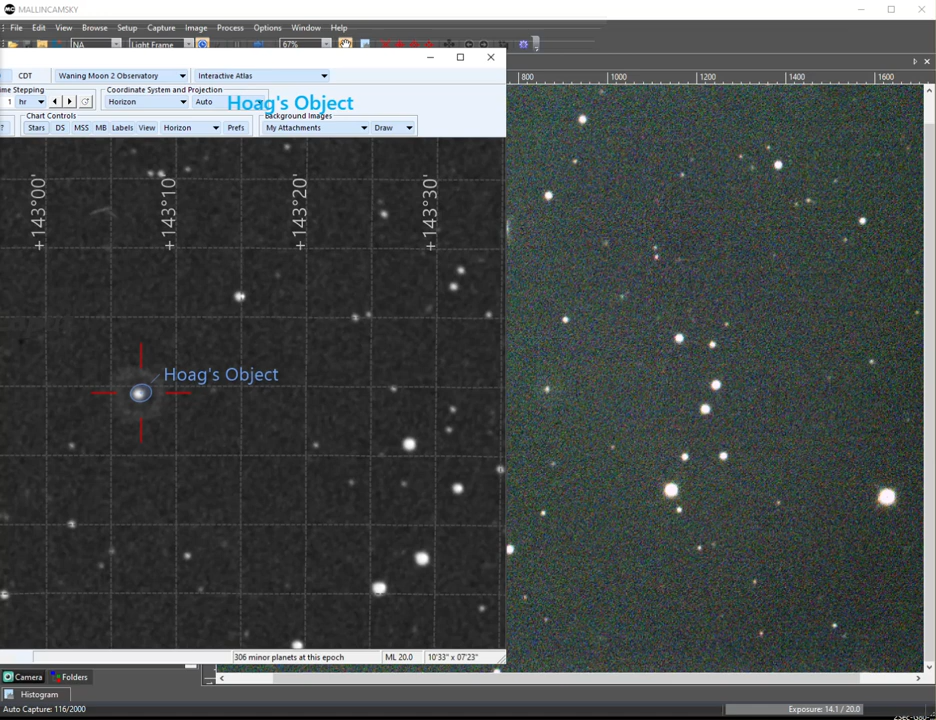 MALLINCAMSKY
File Edit View Browse Setup Capture Image Process Options Window Help
NA Light Frame 67%
CDT Waning Moon 2 Observatory Interactive Atlas
800 1000 1200 1400 1600
me Stepping Coordinate System and Projection
1 hr Horizon Auto
Hoag's Object
Chart Controls Background Images
? Stars DS MSS MB Labels View Horizon Prefs My Attachments Draw
+143°00' +143°10' +143°20' +143°30'
Hoag's Object
306 minor planets at this epoch ML 20.0 10'33" x 07'23"
Camera Folders
Histogram
Auto Capture: 116/2000 Exposure: 14.1 / 20.0